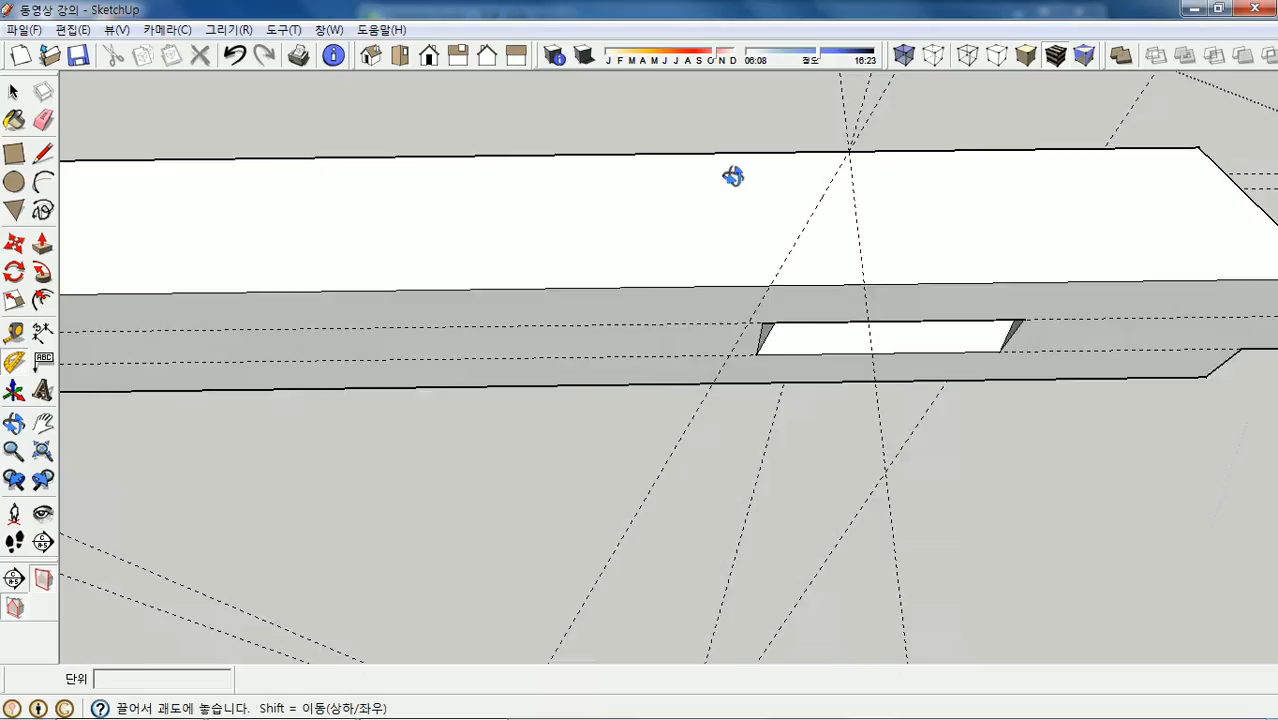 동영상 강의 - SketchUp
파일(F) 편집(E) 뷰(V) 카메라(C) 그리기(R) 도구(T) 창(W) 도움말(H)
J F M A M J J A S O N D 06:08 정오 16:23
ABC
단위
끌어서 괘도에 놓습니다. Shift = 이동(상하/좌우)